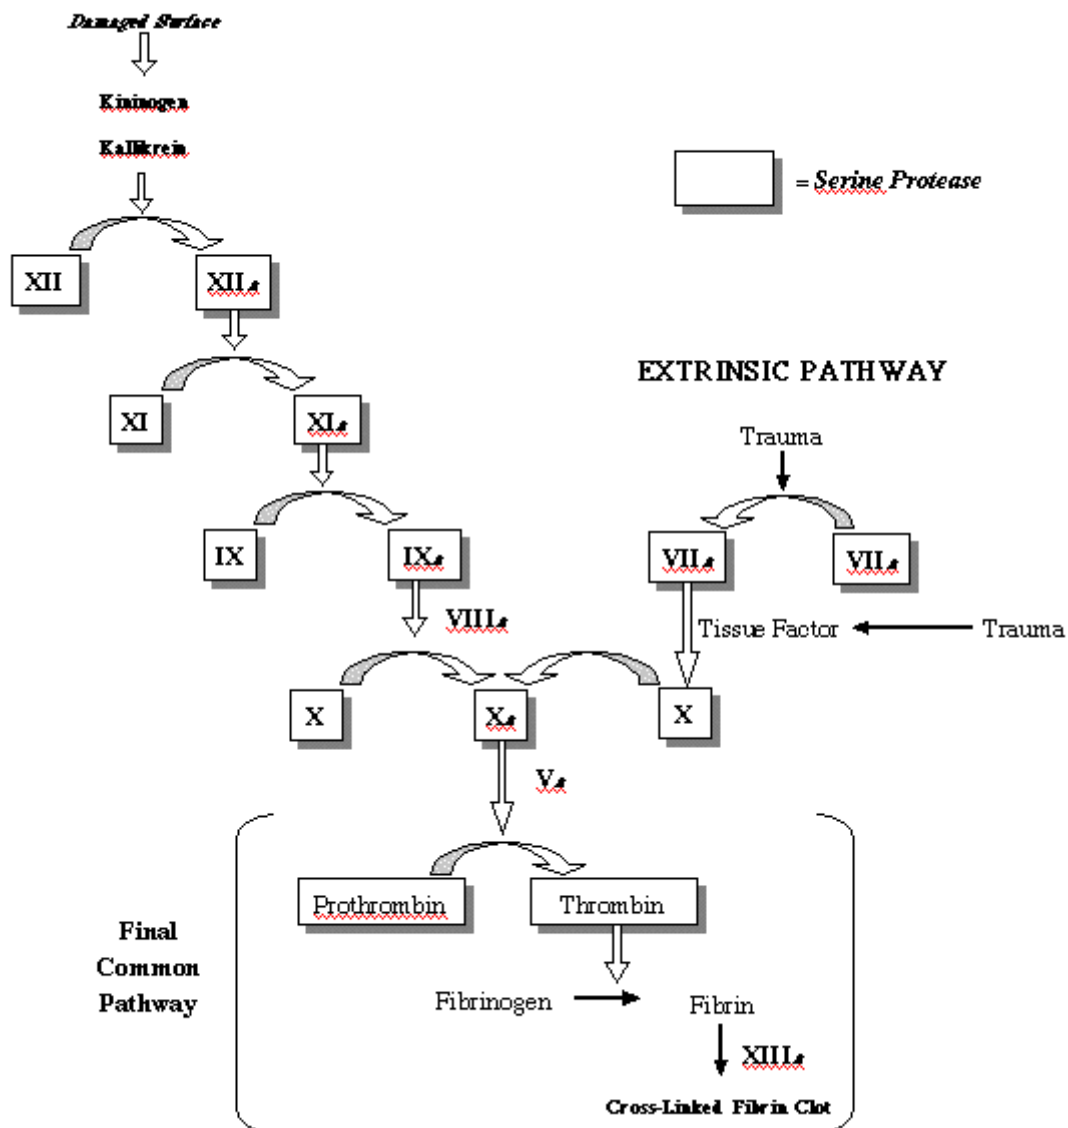 Damaged Surface
Kininogen
Kallikrein
= Serine Protease
XII
XIIa
EXTRINSIC PATHWAY
XI
XIa
Trauma
IX
IXa
VIIa
VIIa
VIIIa
Tissue Factor
Trauma
X
Xa
X
Va
Prothrombin
Thrombin
Final
Common
Pathway
Fibrinogen
Fibrin
XIIIa
Cross-Linked Fibrin Clot